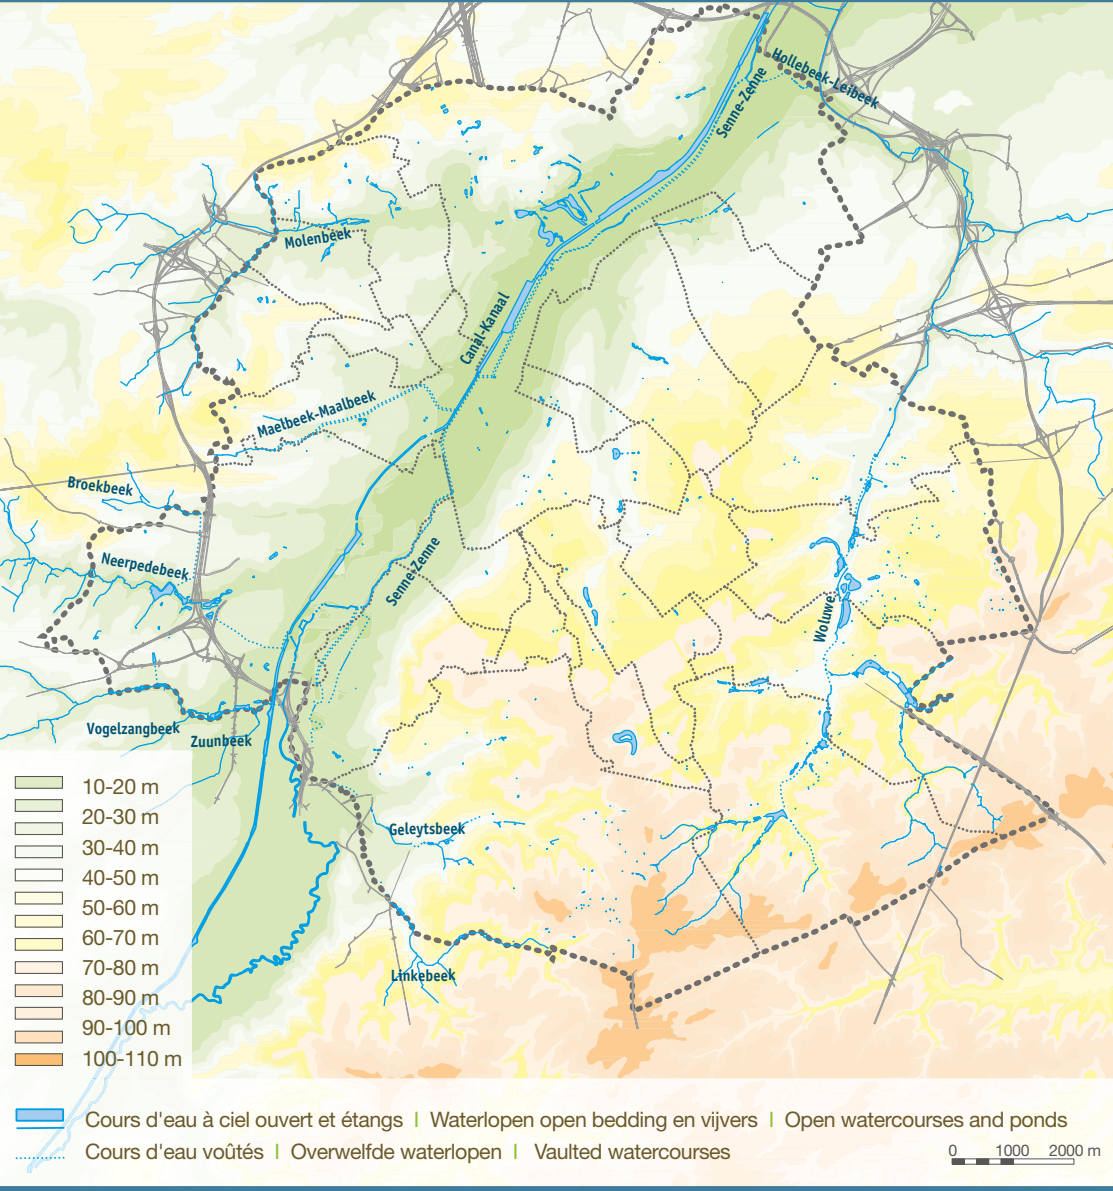 Hollebeek-Leibeek
Senne-Zenne
Molenbeek
Canal-Kanaal
Maelbeek-Maalbeek
Broekbeek
Neerpedebeek
Senne-Zenne
Woluwe
Vogelzangbeek
Zuunbeek
Geleytsbeek
Linkebeek
10-20 m
20-30 m
30-40 m
40-50 m
50-60 m
60-70 m
70-80 m
80-90 m
90-100 m
100-110 m
Cours d'eau à ciel ouvert et étangs | Waterlopen open bedding en vijvers | Open watercourses and ponds
Cours d'eau voûtés | Overwelfde waterlopen | Vaulted watercourses
0 1000 2000 m